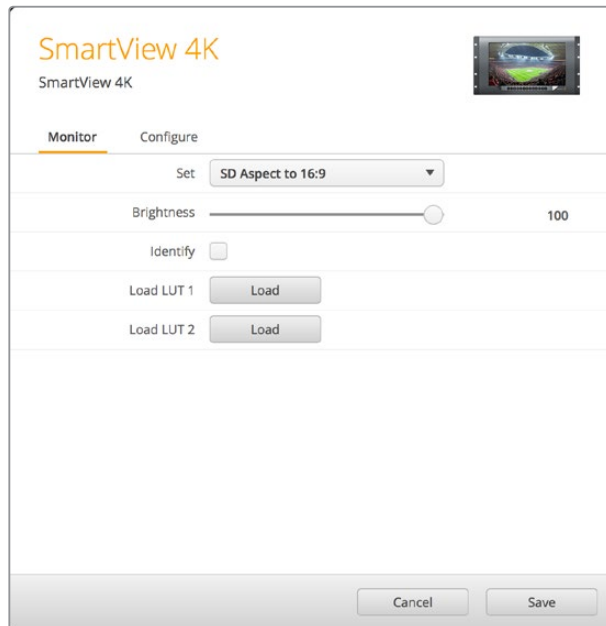 SmartView 4K
SmartView 4K
Monitor Configure
Set SD Aspect to 16:9
Brightness 100
Identify
Load LUT 1 Load
Load LUT 2 Load
Cancel Save